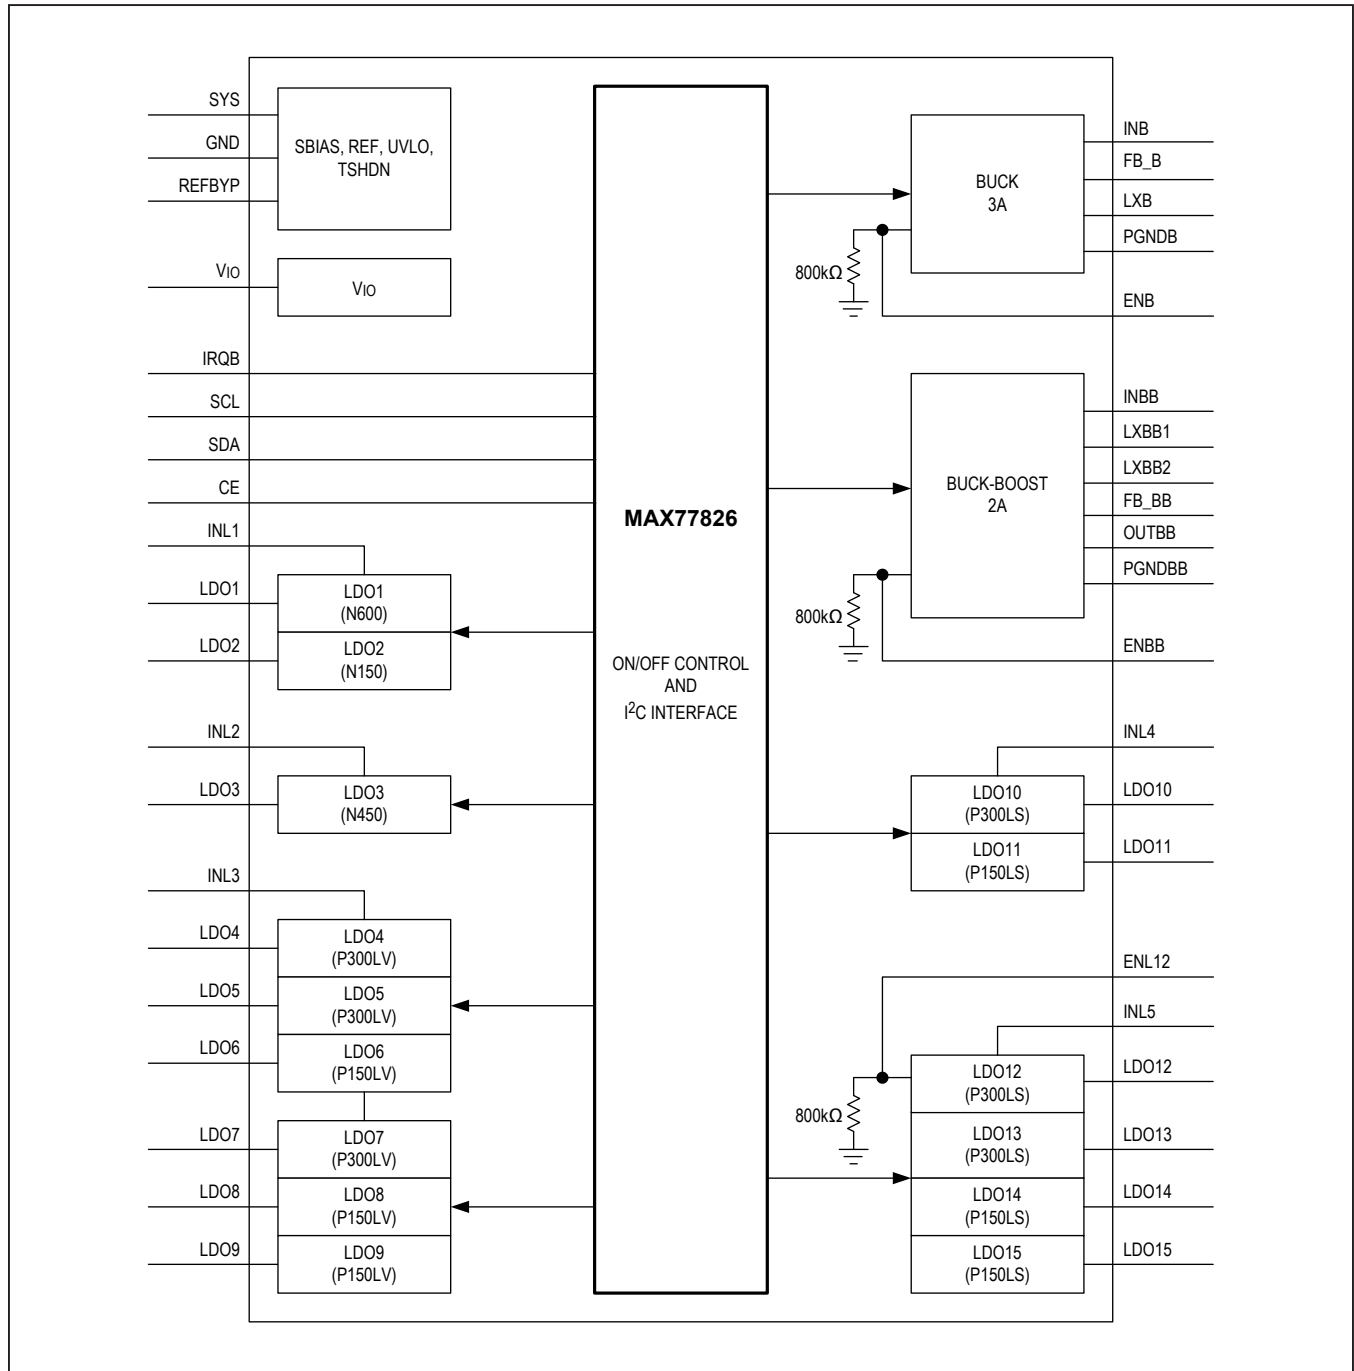 SYS
GND
REFBYP
SBIAS, REF, UVLO,
TSHDN
VIO
VIO
IRQB
SCL
SDA
CE
INL1
LDO1
LDO1
(N600)
LDO2
LDO2
(N150)
INL2
LDO3
LDO3
(N450)
INL3
LDO4
LDO4
(P300LV)
LDO5
LDO5
(P300LV)
LDO6
LDO6
(P150LV)
LDO7
LDO7
(P300LV)
LDO8
LDO8
(P150LV)
LDO9
LDO9
(P150LV)
MAX77826
ON/OFF CONTROL
AND
I2C INTERFACE
BUCK
3A
INB
FB_B
LXB
PGNDB
800kΩ
ENB
BUCK-BOOST
2A
INBB
LXBB1
LXBB2
FB_BB
OUTBB
PGNDBB
800kΩ
ENBB
INL4
LDO10
(P300LS)
LDO10
LDO11
(P150LS)
LDO11
ENL12
INL5
800kΩ
LDO12
(P300LS)
LDO12
LDO13
(P300LS)
LDO13
LDO14
(P150LS)
LDO14
LDO15
(P150LS)
LDO15